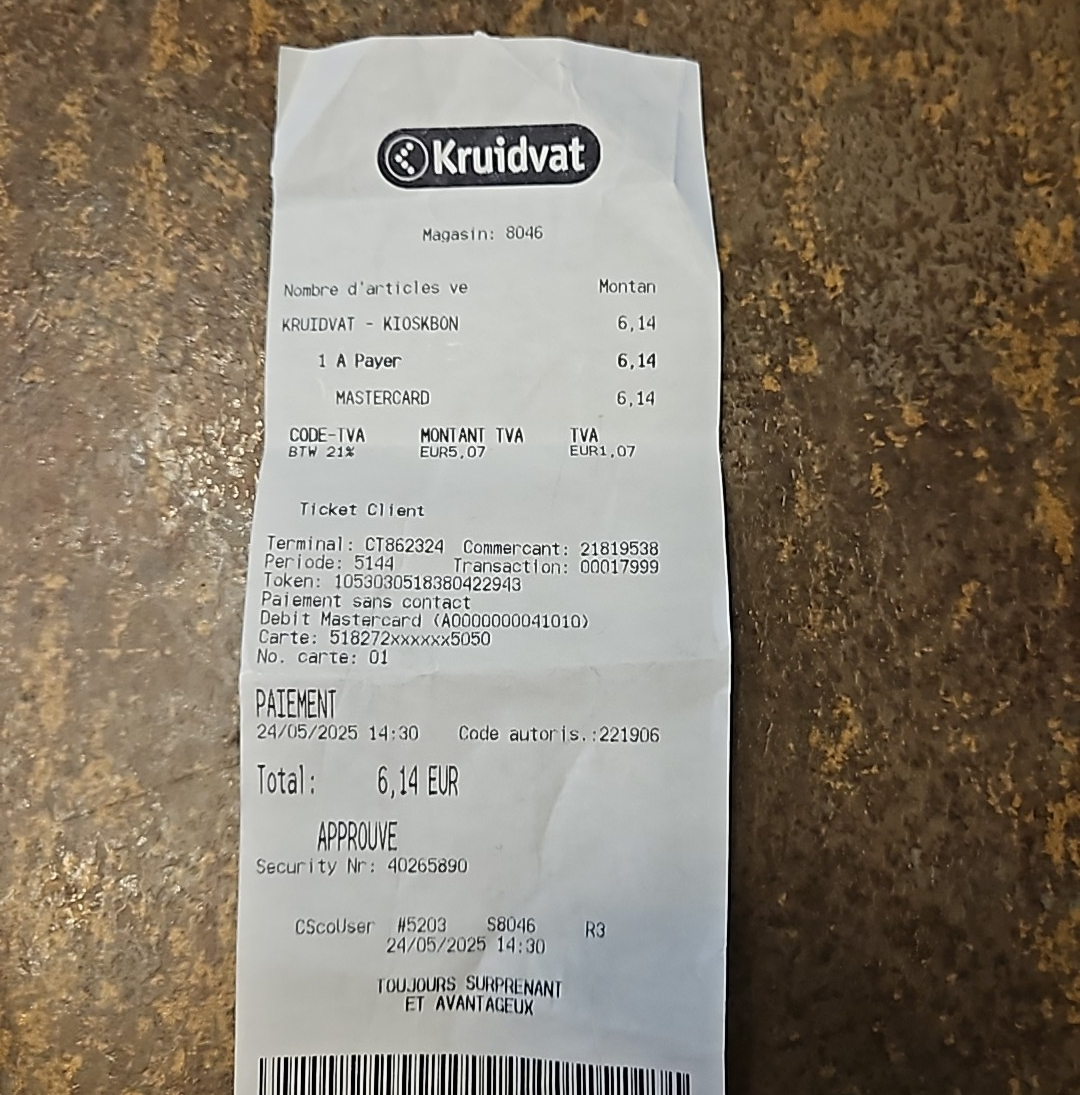 Kruidvat
Magasin: 8046
Nombre d'articles ve Montan
KRUIDVAT - KIOSKBON 6,14
1 A Payer 6,14
MASTERCARD 6,14
CODE-TVA MONTANT TVA TVA
BTW 21% EUR5,07 EUR1,07
Ticket Client
Terminal: CT862324 Commercant: 21819538
Periode: 5144 Transaction: 00017999
Token: 1053030518380422943
Paiement sans contact
Debit Mastercard (A0000000041010)
Carte: 518272xxxxxx5050
No. carte: 01
PAIEMENT
24/05/2025 14:30 Code autoris.:221906
Total: 6,14 EUR
APPROUVE
Security Nr: 40265890
CScoUser #5203 S8046 R3
24/05/2025 14:30
TOUJOURS SURPRENANT
ET AVANTAGEUX